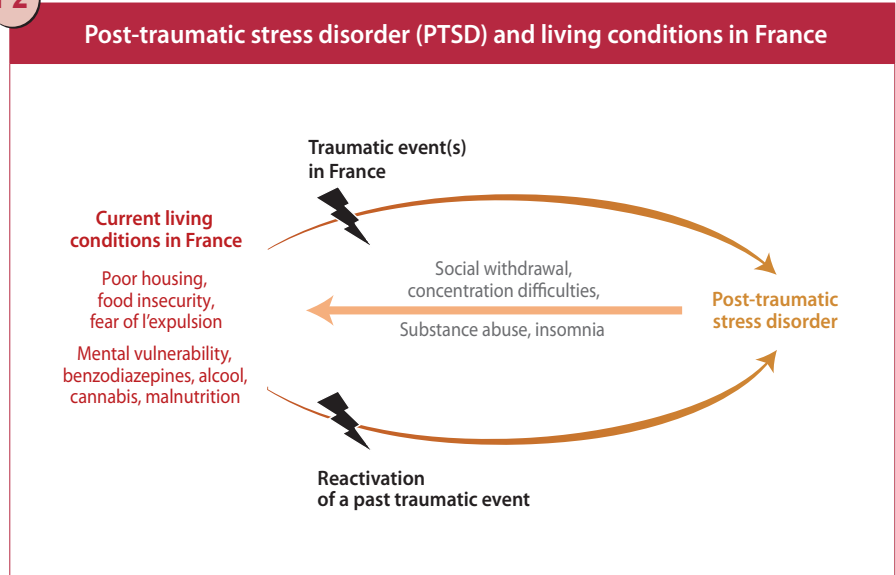 Post-traumatic stress disorder (PTSD) and living conditions in France
Traumatic event(s)
in France
Current living
conditions in France
Poor housing,
food insecurity,
fear of l'expulsion
Mental vulnerability,
benzodiazepines, alcool,
cannabis, malnutrition
Social withdrawal,
concentration difficulties,
Substance abuse, insomnia
Post-traumatic
stress disorder
Reactivation
of a past traumatic event